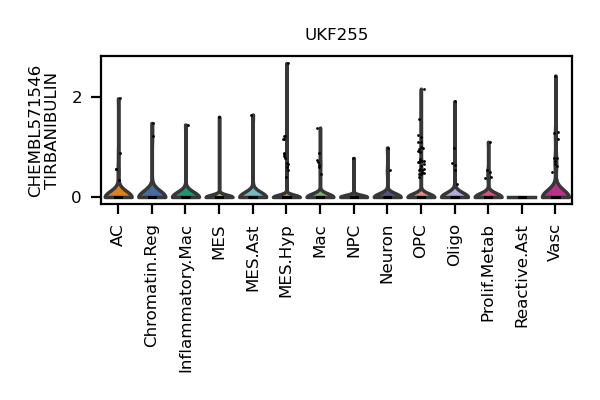 UKF255
CHEMBL571546
TIRBANIBULIN
2
0
AC
Chromatin.Reg
Inflammatory.Mac
MES
MES.Ast
MES.Hyp
Mac
NPC
Neuron
OPC
Oligo
Prolif.Metab
Reactive.Ast
Vasc